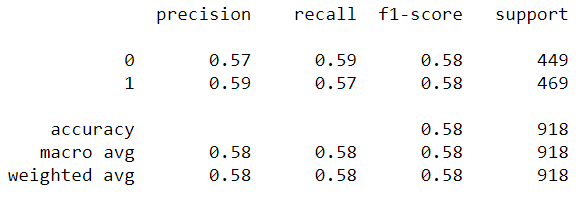 precision recall f1-score support
0 0.57 0.59 0.58 449
1 0.59 0.57 0.58 469
accuracy 0.58 918
macro avg 0.58 0.58 0.58 918
weighted avg 0.58 0.58 0.58 918